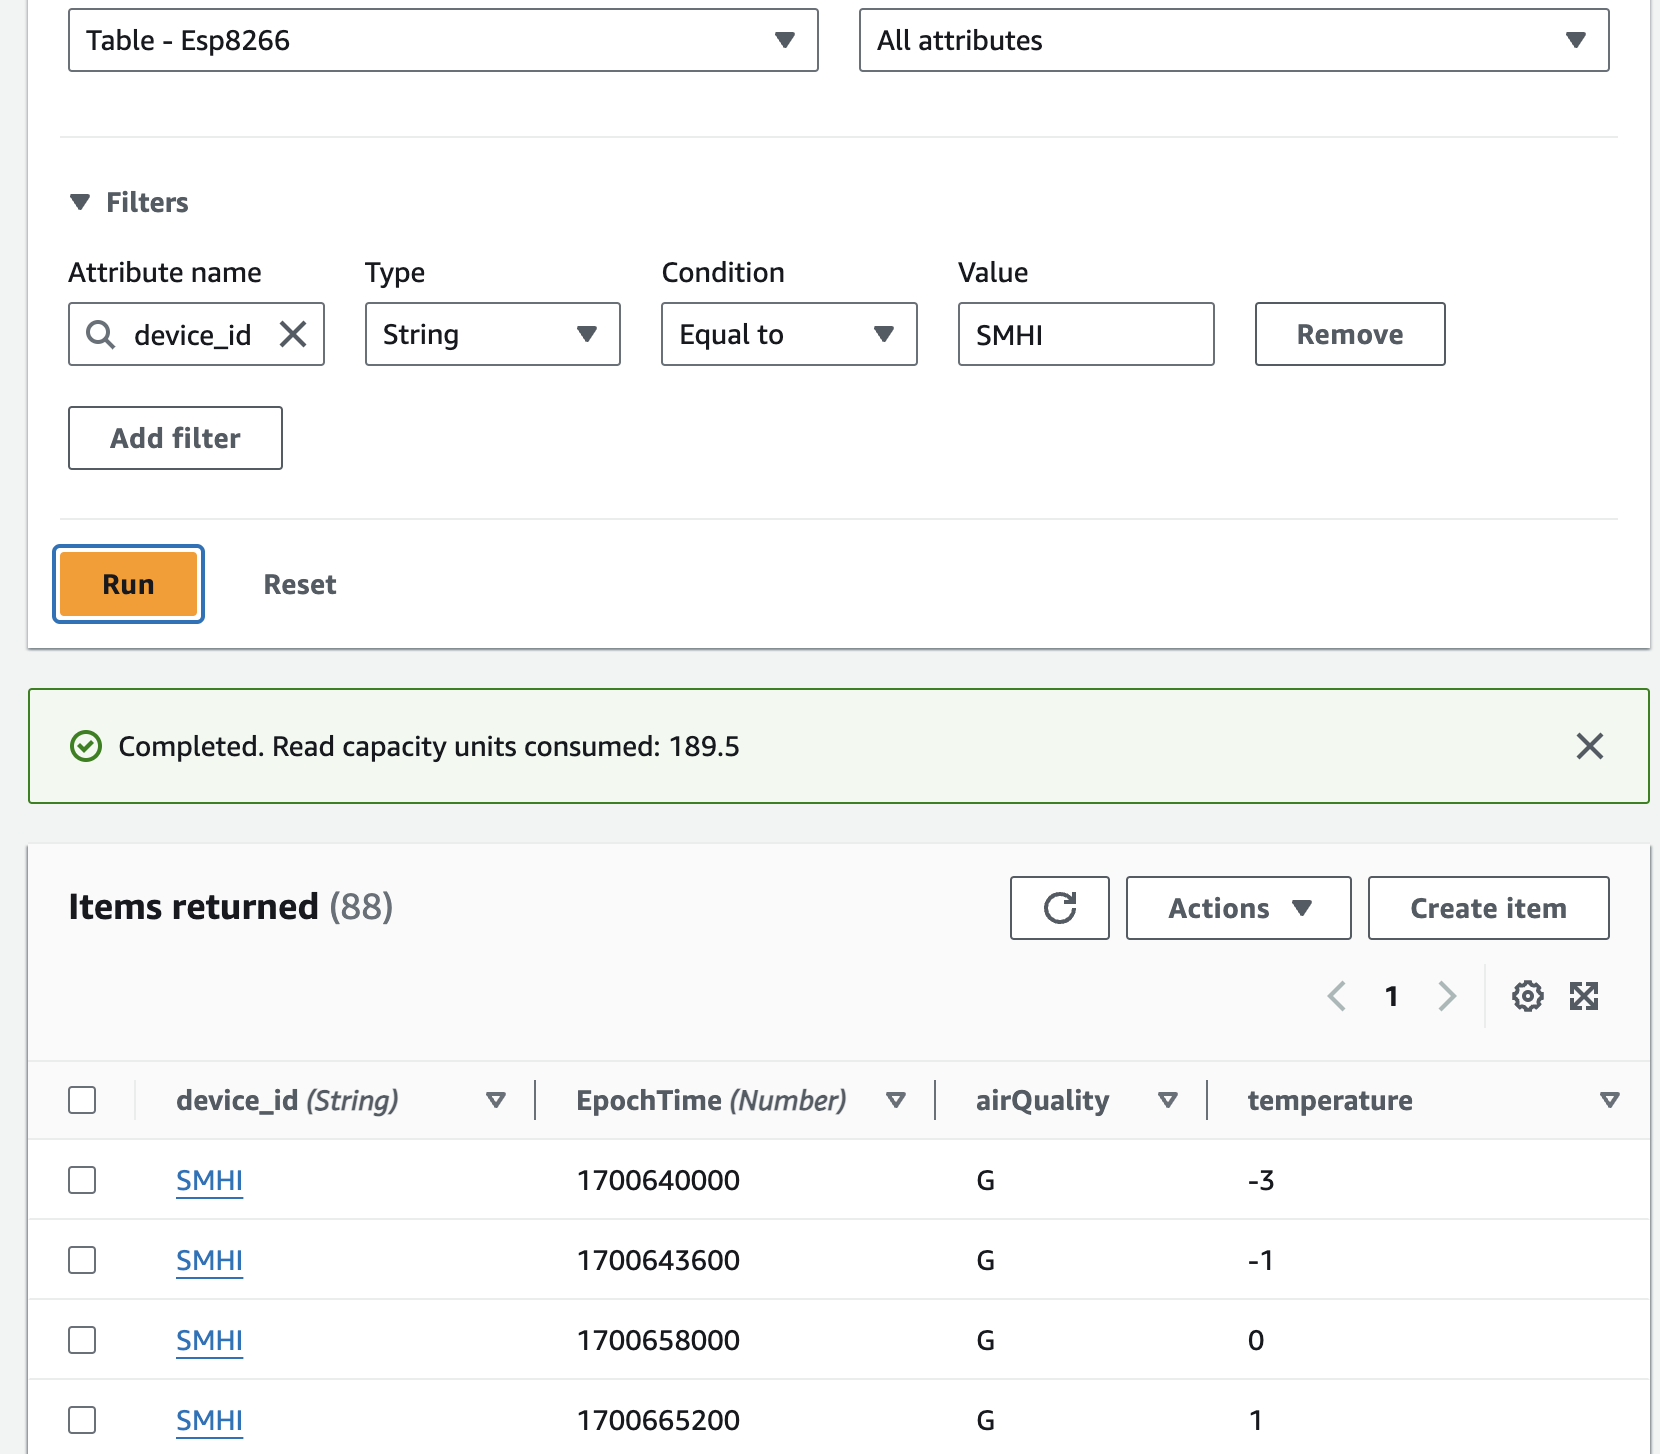 Table - Esp8266
All attributes
Filters
Attribute name Type Condition Value
device_id String Equal to SMHI Remove
Add filter
Run Reset
Completed. Read capacity units consumed: 189.5
Items returned (88) Actions Create item
1
device_id (String) EpochTime (Number) airQuality temperature
SMHI 1700640000 G -3
SMHI 1700643600 G -1
SMHI 1700658000 G 0
SMHI 1700665200 G 1